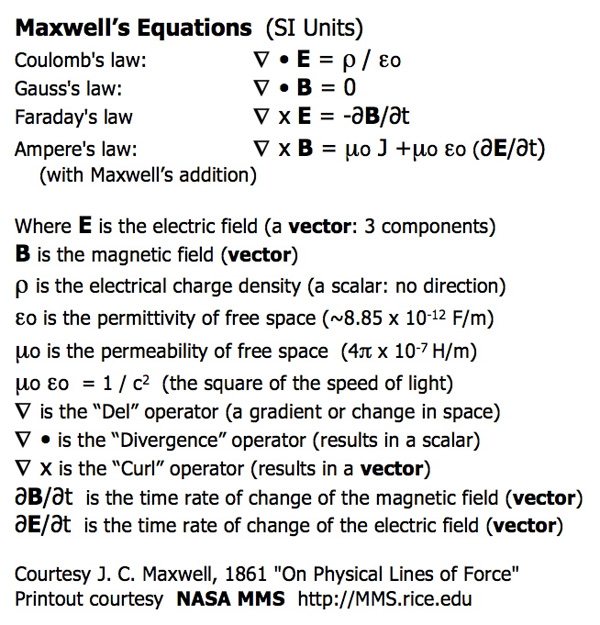 Maxwell’s Equations (SI Units)
Coulomb's law: ∇ • E = ρ / εo
Gauss's law: ∇ • B = 0
Faraday's law ∇ x E = -∂B/∂t
Ampere's law: ∇ x B = μo J +μo εo (∂E/∂t)
(with Maxwell’s addition)
Where E is the electric field (a vector: 3 components)
B is the magnetic field (vector)
ρ is the electrical charge density (a scalar: no direction)
εo is the permittivity of free space (~8.85 x 10⁻¹² F/m)
μo is the permeability of free space (4π x 10⁻⁷ H/m)
μo εo = 1 / c² (the square of the speed of light)
∇ is the “Del” operator (a gradient or change in space)
∇ • is the “Divergence” operator (results in a scalar)
∇ x is the “Curl” operator (results in a vector)
∂B/∂t is the time rate of change of the magnetic field (vector)
∂E/∂t is the time rate of change of the electric field (vector)
Courtesy J. C. Maxwell, 1861 "On Physical Lines of Force"
Printout courtesy NASA MMS http://MMS.rice.edu